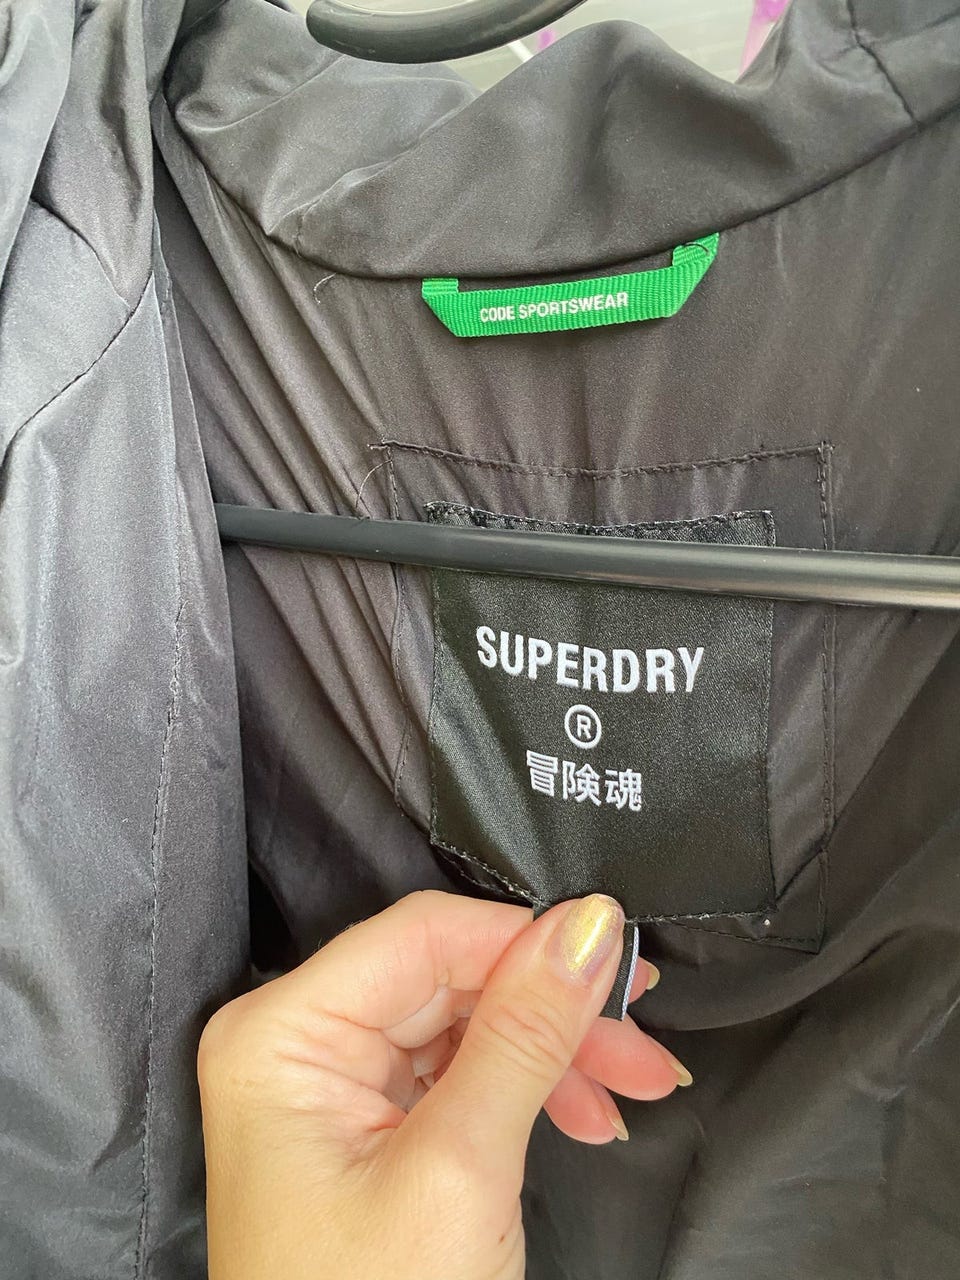 CODE SPORTSWEAR
SUPERDRY
®
冒険魂